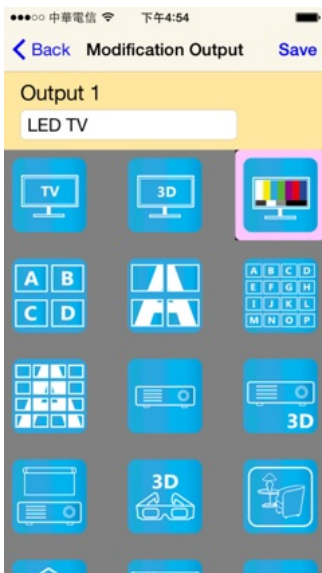 中華電信 下午4:54
Back Modification Output Save
Output 1
LED TV
TV 3D
A B
C D
A B C D
E F G H
I J K L
M N O P
3D
3D